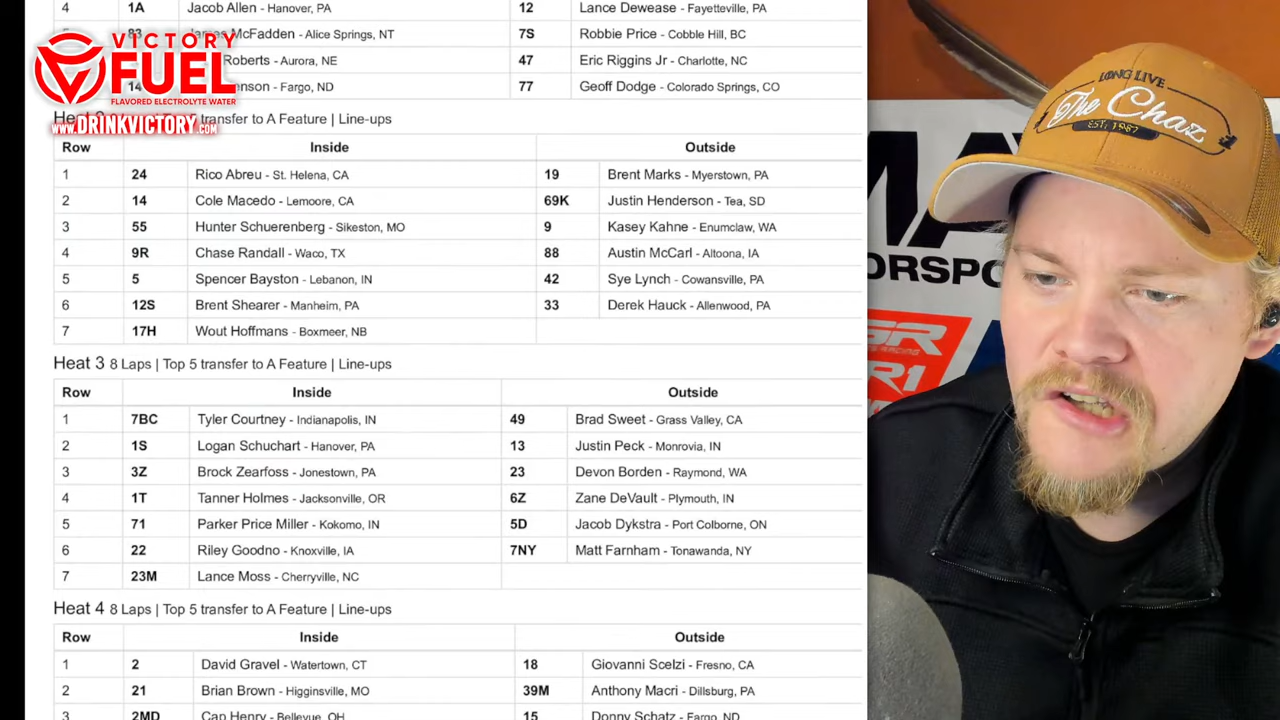 4 1A Jacob Allen - Hanover, PA 12 Lance Dewease - Fayetteville, PA
83 McFadden - Alice Springs, NT 7S Robbie Price - Cobble Hill, BC
Roberts - Aurora, NE 47 Eric Riggins Jr - Charlotte, NC
14 - Fargo, ND 77 Geoff Dodge - Colorado Springs, CO
VICTORY
FUEL
FLAVORED ELECTROLYTE WATER
www.DRINKVICTORY.com
transfer to A Feature | Line-ups
Row Inside Outside
1 24 Rico Abreu - St. Helena, CA 19 Brent Marks - Myerstown, PA
2 14 Cole Macedo - Lemoore, CA 69K Justin Henderson - Tea, SD
3 55 Hunter Schuerenberg - Sikeston, MO 9 Kasey Kahne - Enumclaw, WA
4 9R Chase Randall - Waco, TX 88 Austin McCarl - Altoona, IA
5 5 Spencer Bayston - Lebanon, IN 42 Sye Lynch - Cowansville, PA
6 12S Brent Shearer - Manheim, PA 33 Derek Hauck - Allenwood, PA
7 17H Wout Hoffmans - Boxmeer, NB
Heat 3 8 Laps | Top 5 transfer to A Feature | Line-ups
Row Inside Outside
1 7BC Tyler Courtney - Indianapolis, IN 49 Brad Sweet - Grass Valley, CA
2 1S Logan Schuchart - Hanover, PA 13 Justin Peck - Monrovia, IN
3 3Z Brock Zearfoss - Jonestown, PA 23 Devon Borden - Raymond, WA
4 1T Tanner Holmes - Jacksonville, OR 6Z Zane DeVault - Plymouth, IN
5 71 Parker Price Miller - Kokomo, IN 5D Jacob Dykstra - Port Colborne, ON
6 22 Riley Goodno - Knoxville, IA 7NY Matt Farnham - Tonawanda, NY
7 23M Lance Moss - Cherryville, NC
Heat 4 8 Laps | Top 5 transfer to A Feature | Line-ups
Row Inside Outside
1 2 David Gravel - Watertown, CT 18 Giovanni Scelzi - Fresno, CA
2 21 Brian Brown - Higginsville, MO 39M Anthony Macri - Dillsburg, PA
3 2MD Cap Henry - Bellevue, OH 15 Donny Schatz - Fargo, ND
LONG LIVE
The Chaz
EST. 1987